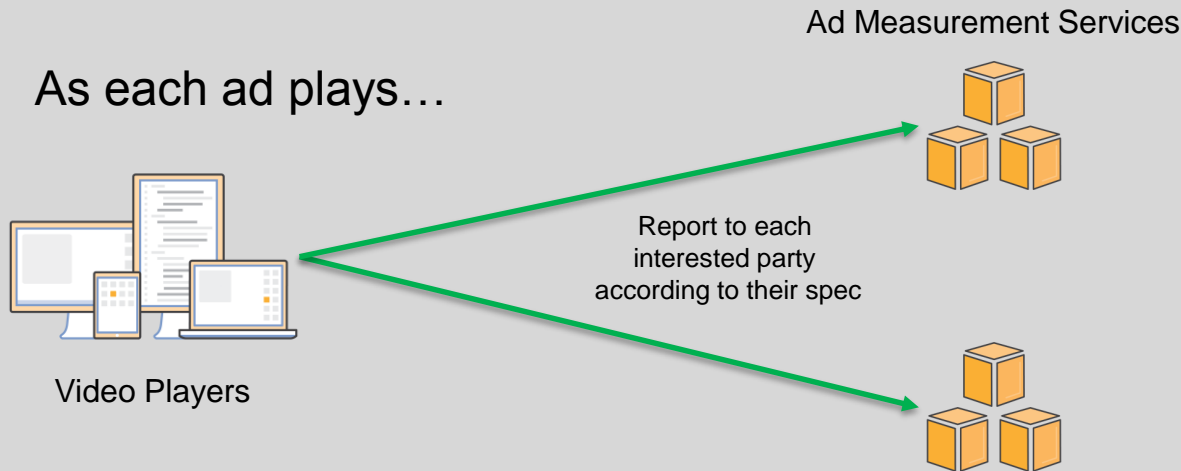 Ad Measurement Services
As each ad plays…
Report to each
interested party
according to their spec
Video Players